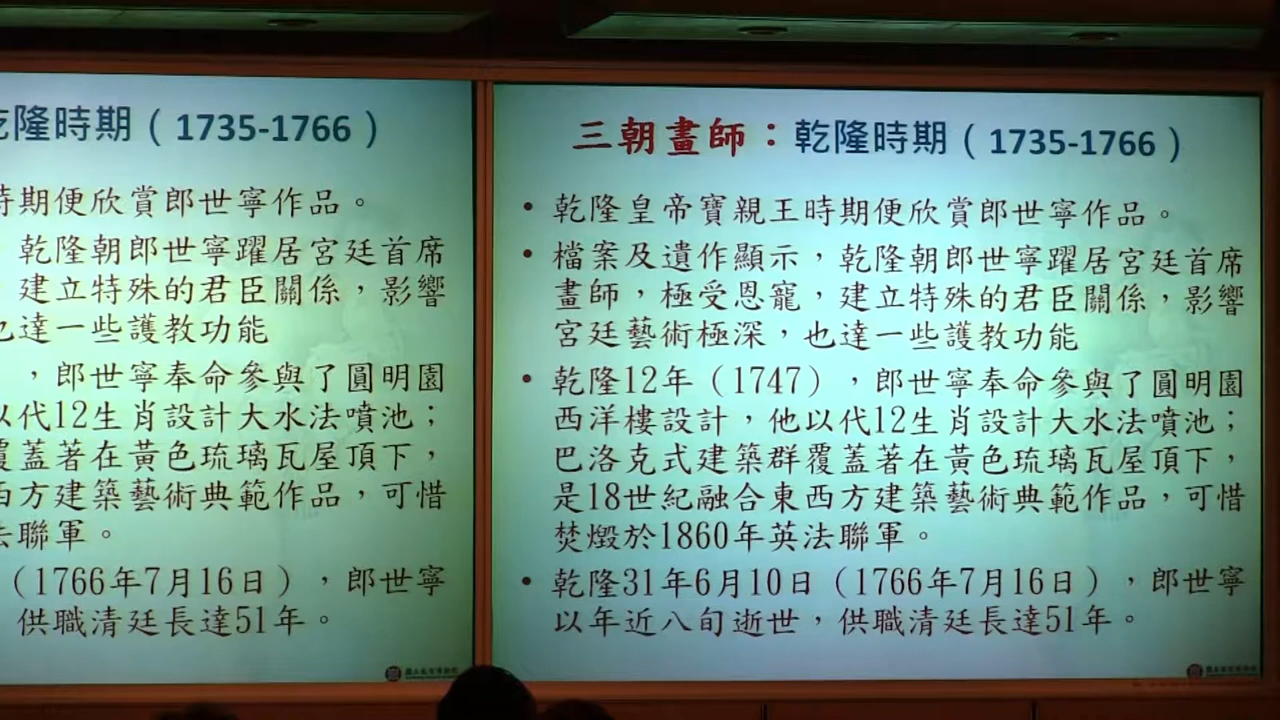 乾隆時期（1735-1766）
時期便欣賞郎世寧作品。
乾隆朝郎世寧躍居宮廷首席
建立特殊的君臣關係，影響
也達一些護教功能
，郎世寧奉命參與了圓明園
以代12生肖設計大水法噴池；
覆蓋著在黃色琉璃瓦屋頂下，
西方建築藝術典範作品，可惜
法聯軍。
（1766年7月16日），郎世寧
供職清廷長達51年。
三朝畫師：乾隆時期（1735-1766）
• 乾隆皇帝寶親王時期便欣賞郎世寧作品。
• 檔案及遺作顯示，乾隆朝郎世寧躍居宮廷首席
畫師，極受恩寵，建立特殊的君臣關係，影響
宮廷藝術極深，也達一些護教功能
• 乾隆12年（1747），郎世寧奉命參與了圓明園
西洋樓設計，他以代12生肖設計大水法噴池；
巴洛克式建築群覆蓋著在黃色琉璃瓦屋頂下，
是18世紀融合東西方建築藝術典範作品，可惜
焚燬於1860年英法聯軍。
• 乾隆31年6月10日（1766年7月16日），郎世寧
以年近八旬逝世，供職清廷長達51年。